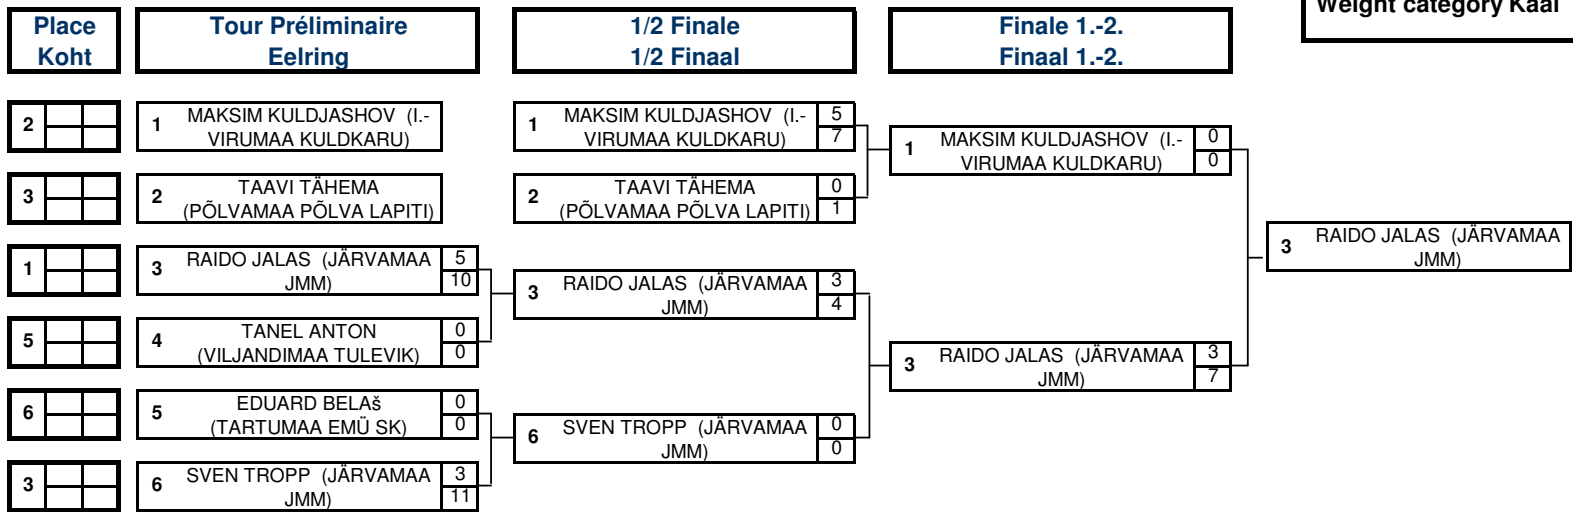 Weight category Kaal
Place
Koht
Tour Préliminaire
Eelring
1/2 Finale
1/2 Finaal
Finale 1.-2.
Finaal 1.-2.
2
1
MAKSIM KULDJASHOV (I.-
VIRUMAA KULDKARU)
3
2
TAAVI TÄHEMA
(PÕLVAMAA PÕLVA LAPITI)
1
3
RAIDO JALAS (JÄRVAMAA
JMM)
5
10
5
4
TANEL ANTON
(VILJANDIMAA TULEVIK)
0
0
6
5
EDUARD BELAš
(TARTUMAA EMÜ SK)
0
0
3
6
SVEN TROPP (JÄRVAMAA
JMM)
3
11
1
MAKSIM KULDJASHOV (I.-
VIRUMAA KULDKARU)
5
7
2
TAAVI TÄHEMA
(PÕLVAMAA PÕLVA LAPITI)
0
1
3
RAIDO JALAS (JÄRVAMAA
JMM)
3
4
6
SVEN TROPP (JÄRVAMAA
JMM)
0
0
1
MAKSIM KULDJASHOV (I.-
VIRUMAA KULDKARU)
0
0
3
RAIDO JALAS (JÄRVAMAA
JMM)
3
7
3
RAIDO JALAS (JÄRVAMAA
JMM)